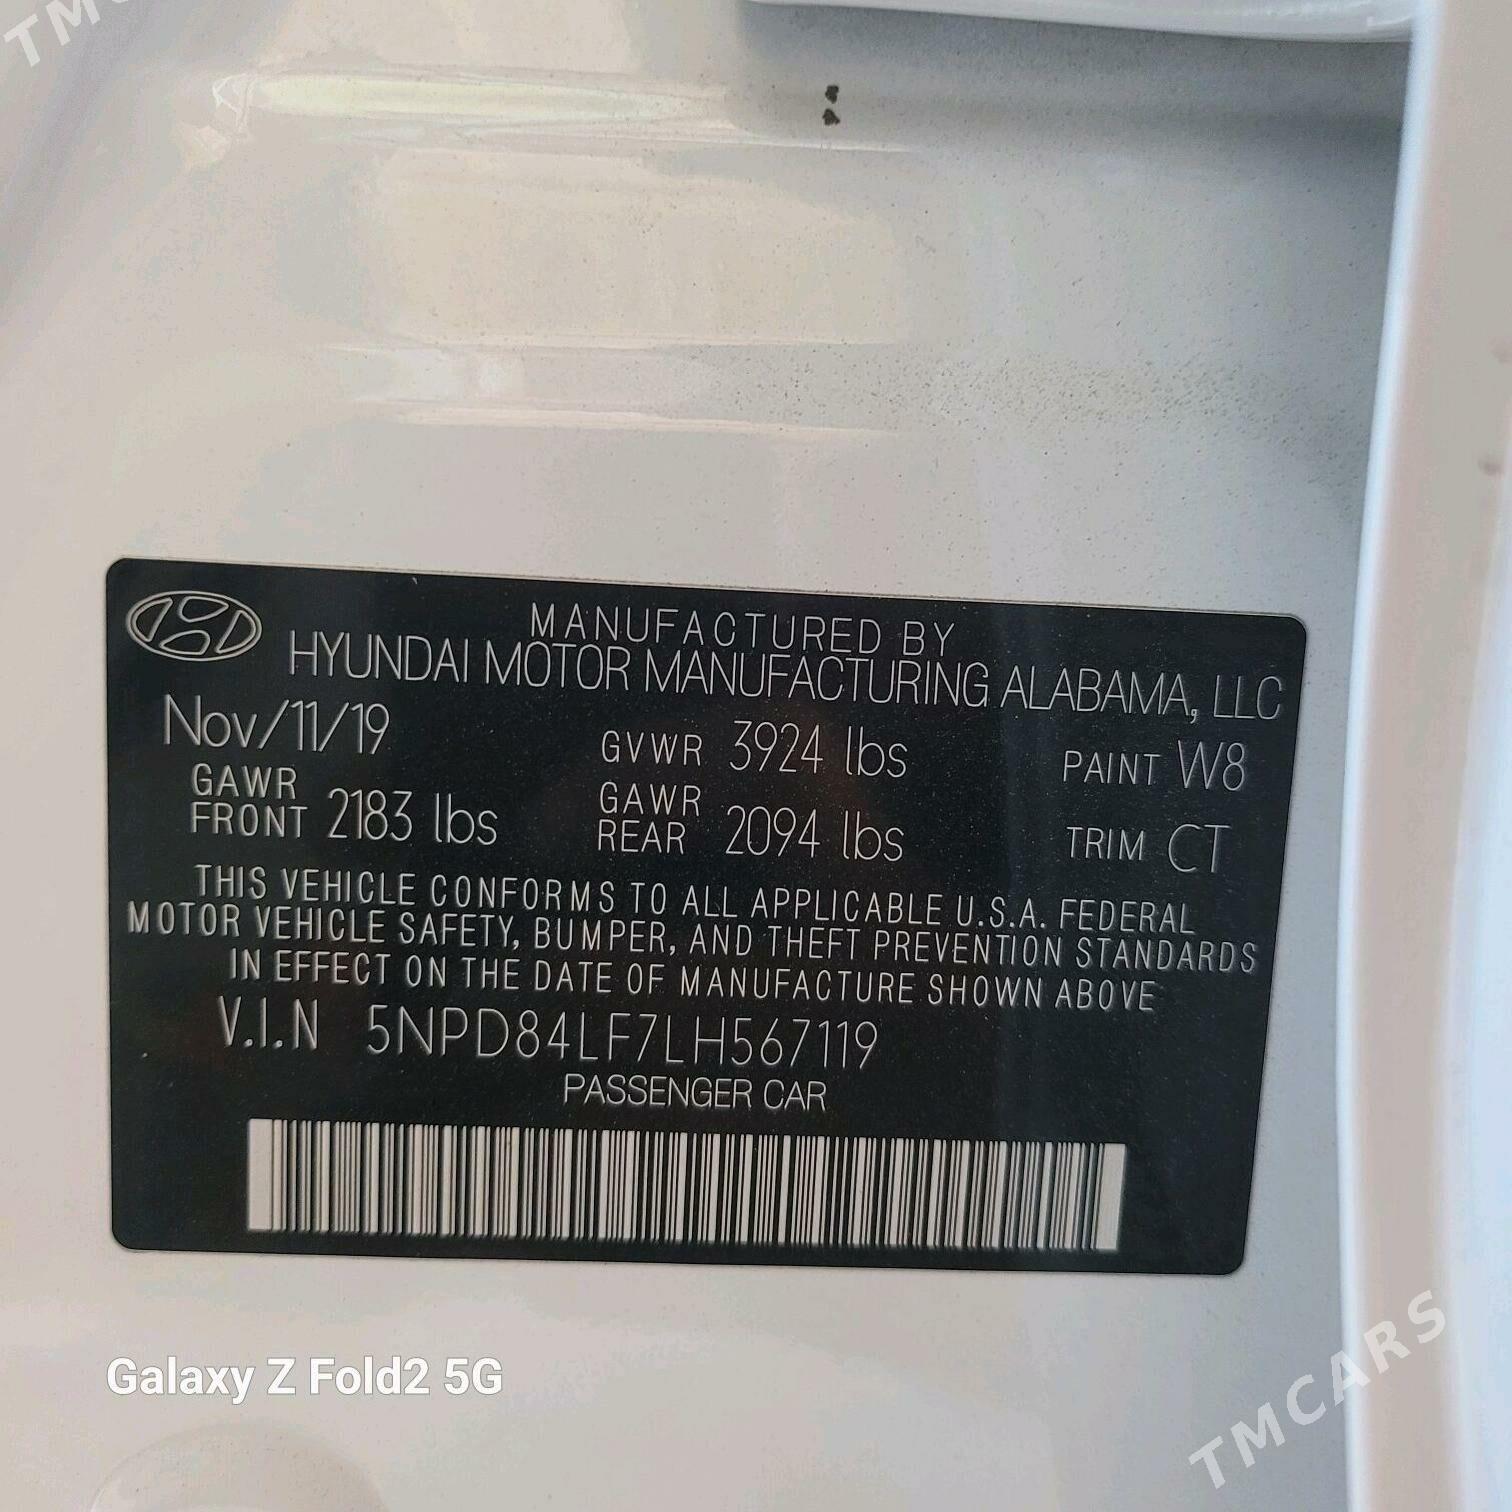 TMC
MANUFACTURED BY
HYUNDAI MOTOR MANUFACTURING ALABAMA, LLC
Nov/11/19 GVWR 3924 lbs PAINT W8
GAWR FRONT 2183 lbs GAWR REAR 2094 lbs TRIM CT
THIS VEHICLE CONFORMS TO ALL APPLICABLE U.S.A. FEDERAL
MOTOR VEHICLE SAFETY, BUMPER, AND THEFT PREVENTION STANDARDS
IN EFFECT ON THE DATE OF MANUFACTURE SHOWN ABOVE
V.I.N 5NPD84LF7LH567119
PASSENGER CAR
Galaxy Z Fold2 5G
TMCARS